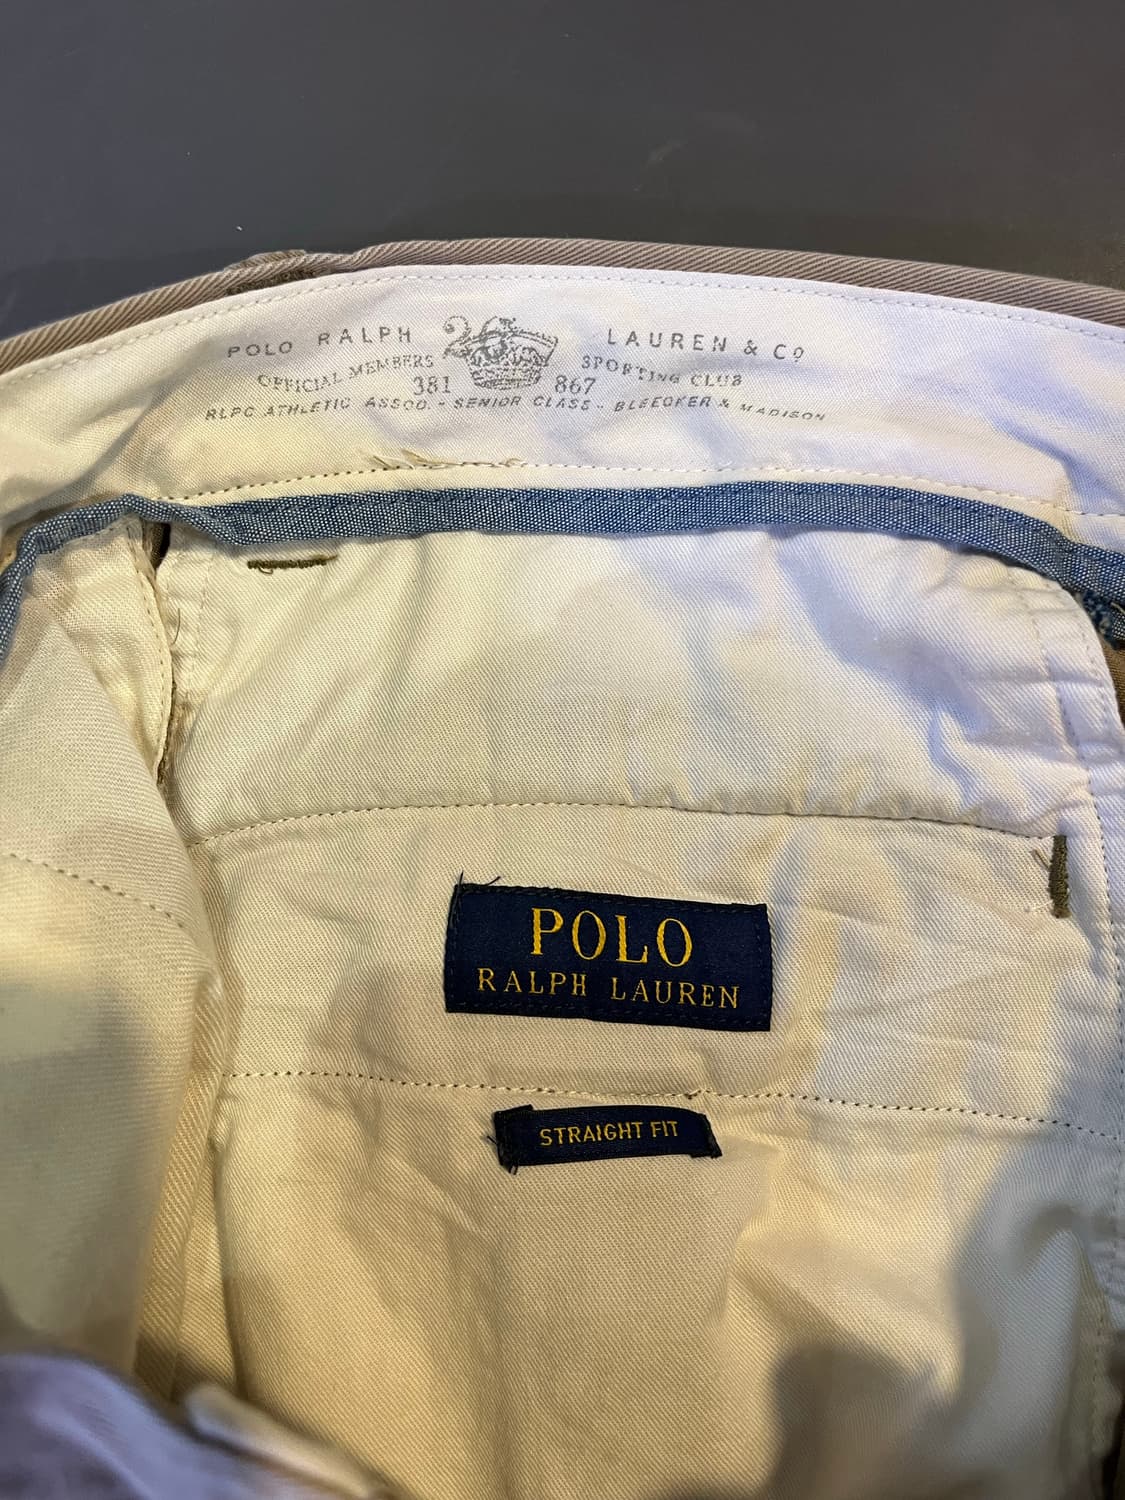 POLO RALPH LAUREN & Cº
OFFICIAL MEMBERS SPORTING CLUB
381 867
RLPC ATHLETIC ASSOC. - SENIOR CLASS - BLEECKER & MADISON
POLO
RALPH LAUREN
STRAIGHT FIT